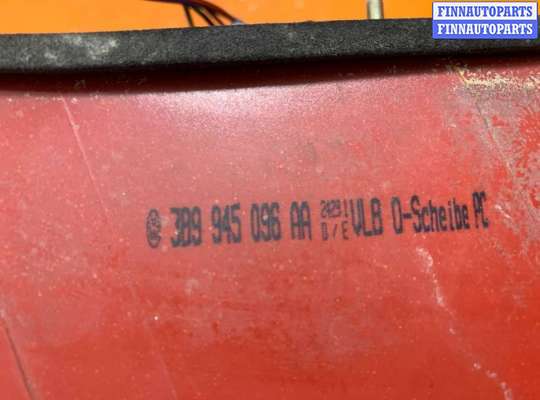 FINNAUTOPARTS
FINNAUTOPARTS
3B9 945 096 AA D/E VLB O-Scheibe PC